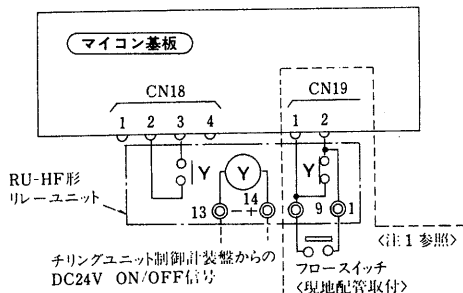 マイコン基板
CN18
CN19
1 2 3 4
1 2
RU-HF形
リレーユニット
Y
Y
Y
13 －＋ 14
9 1
チリングユニット制御計装盤からの
DC24V ON/OFF信号
フロースイッチ
〈現地配管取付〉
〈注1参照〉